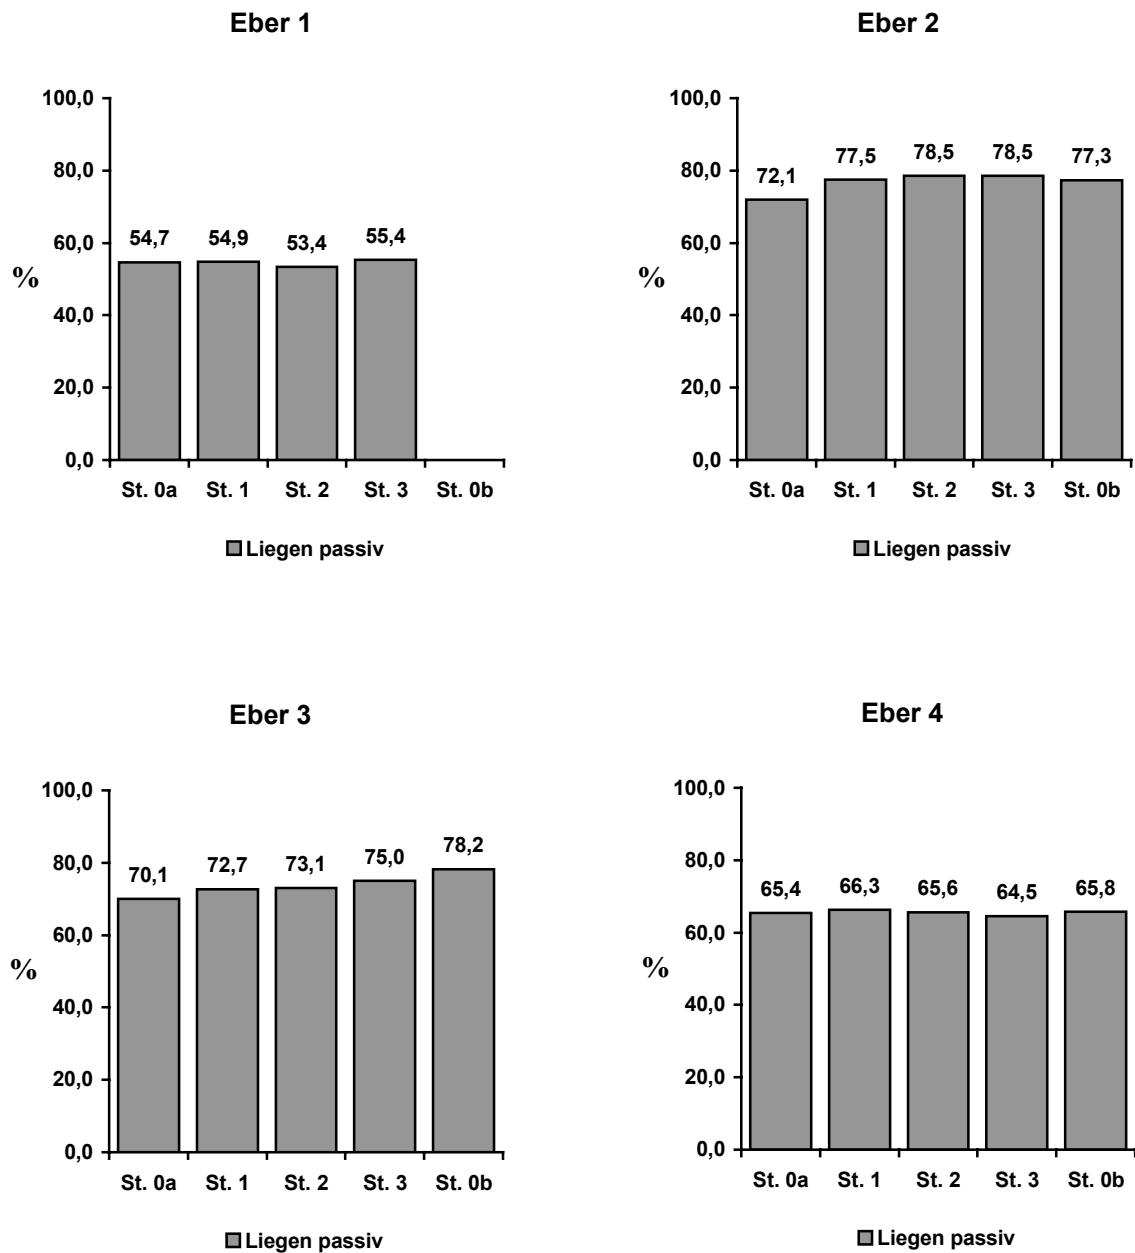 Eber 1
100,0
80,0
60,0
40,0
20,0
0,0
%
54,7 54,9 53,4 55,4
St. 0a St. 1 St. 2 St. 3 St. 0b
Liegen passiv
Eber 2
100,0
80,0
60,0
40,0
20,0
0,0
%
72,1 77,5 78,5 78,5 77,3
St. 0a St. 1 St. 2 St. 3 St. 0b
Liegen passiv
Eber 3
100,0
80,0
60,0
40,0
20,0
0,0
%
70,1 72,7 73,1 75,0 78,2
St. 0a St. 1 St. 2 St. 3 St. 0b
Liegen passiv
Eber 4
100,0
80,0
60,0
40,0
20,0
0,0
%
65,4 66,3 65,6 64,5 65,8
St. 0a St. 1 St. 2 St. 3 St. 0b
Liegen passiv